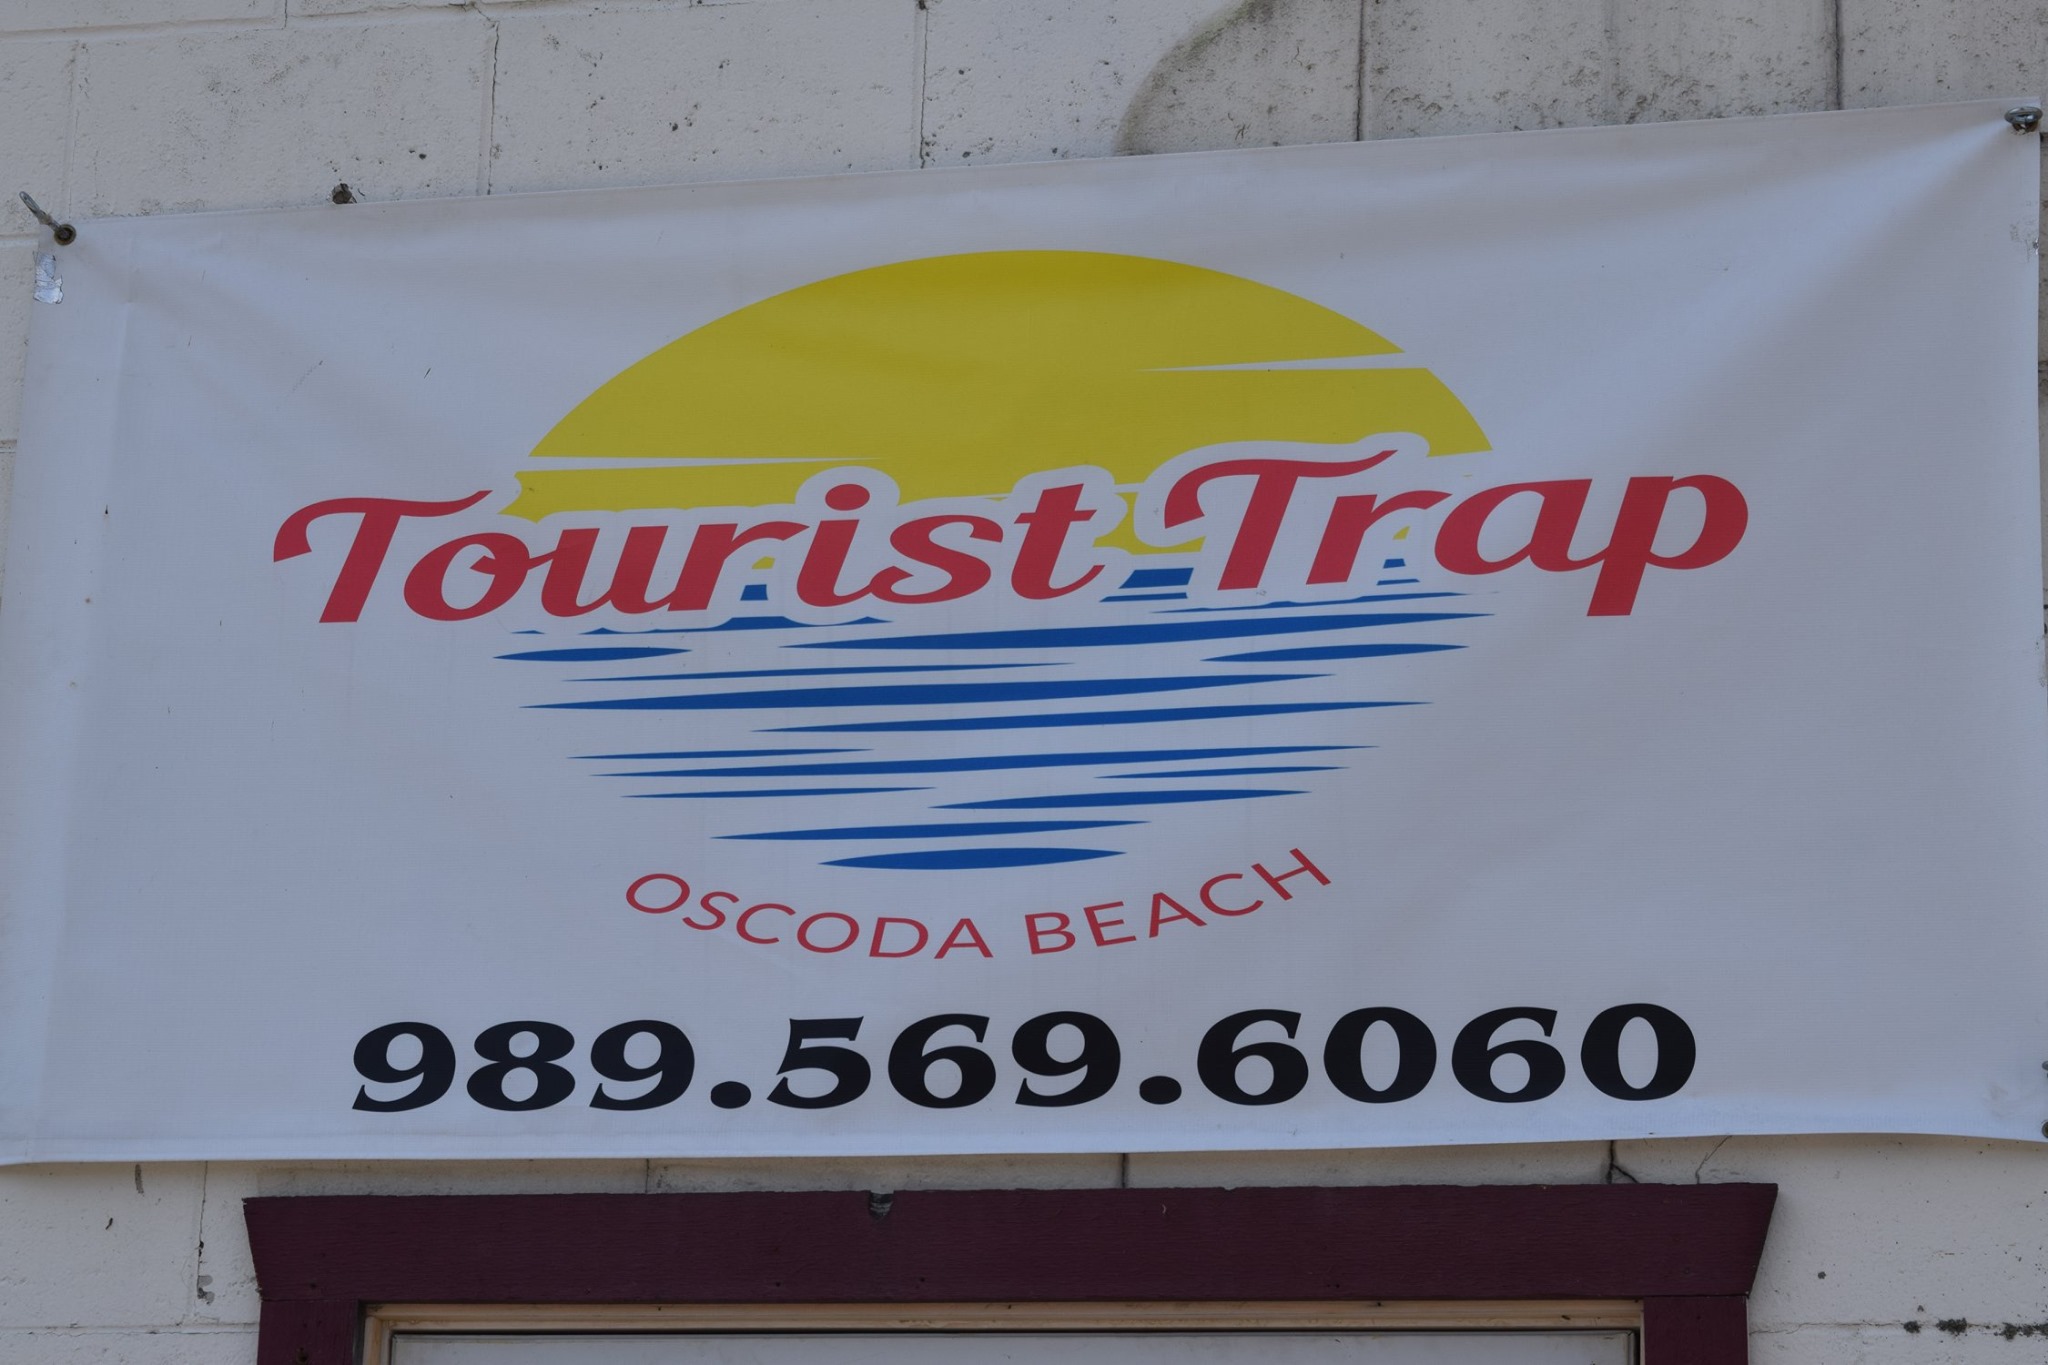 Tourist Trap
OSCODA BEACH
989.569.6060